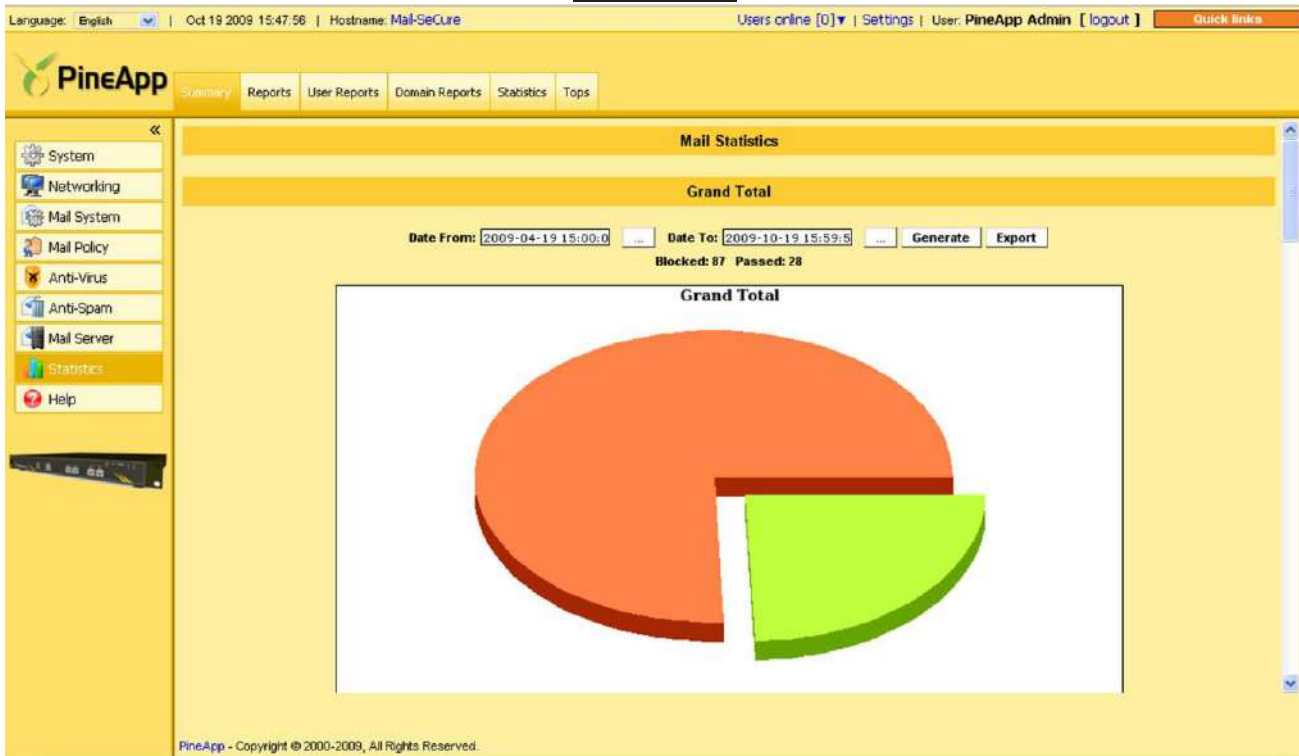 Language: English | Oct 19 2009 15:47:56 | Hostname: Mail-SeCure Users online [0]▼ | Settings | User: PineApp Admin [ logout ] Quick links
PineApp
Summary Reports User Reports Domain Reports Statistics Tops
«
System
Networking
Mail System
Mail Policy
Anti-Virus
Anti-Spam
Mail Server
Statistics
Help
Mail Statistics
Grand Total
Date From: 2009-04-19 15:00:0 ... Date To: 2009-10-19 15:59:5 ... Generate Export
Blocked: 87 Passed: 28
Grand Total
PineApp - Copyright © 2000-2009, All Rights Reserved.